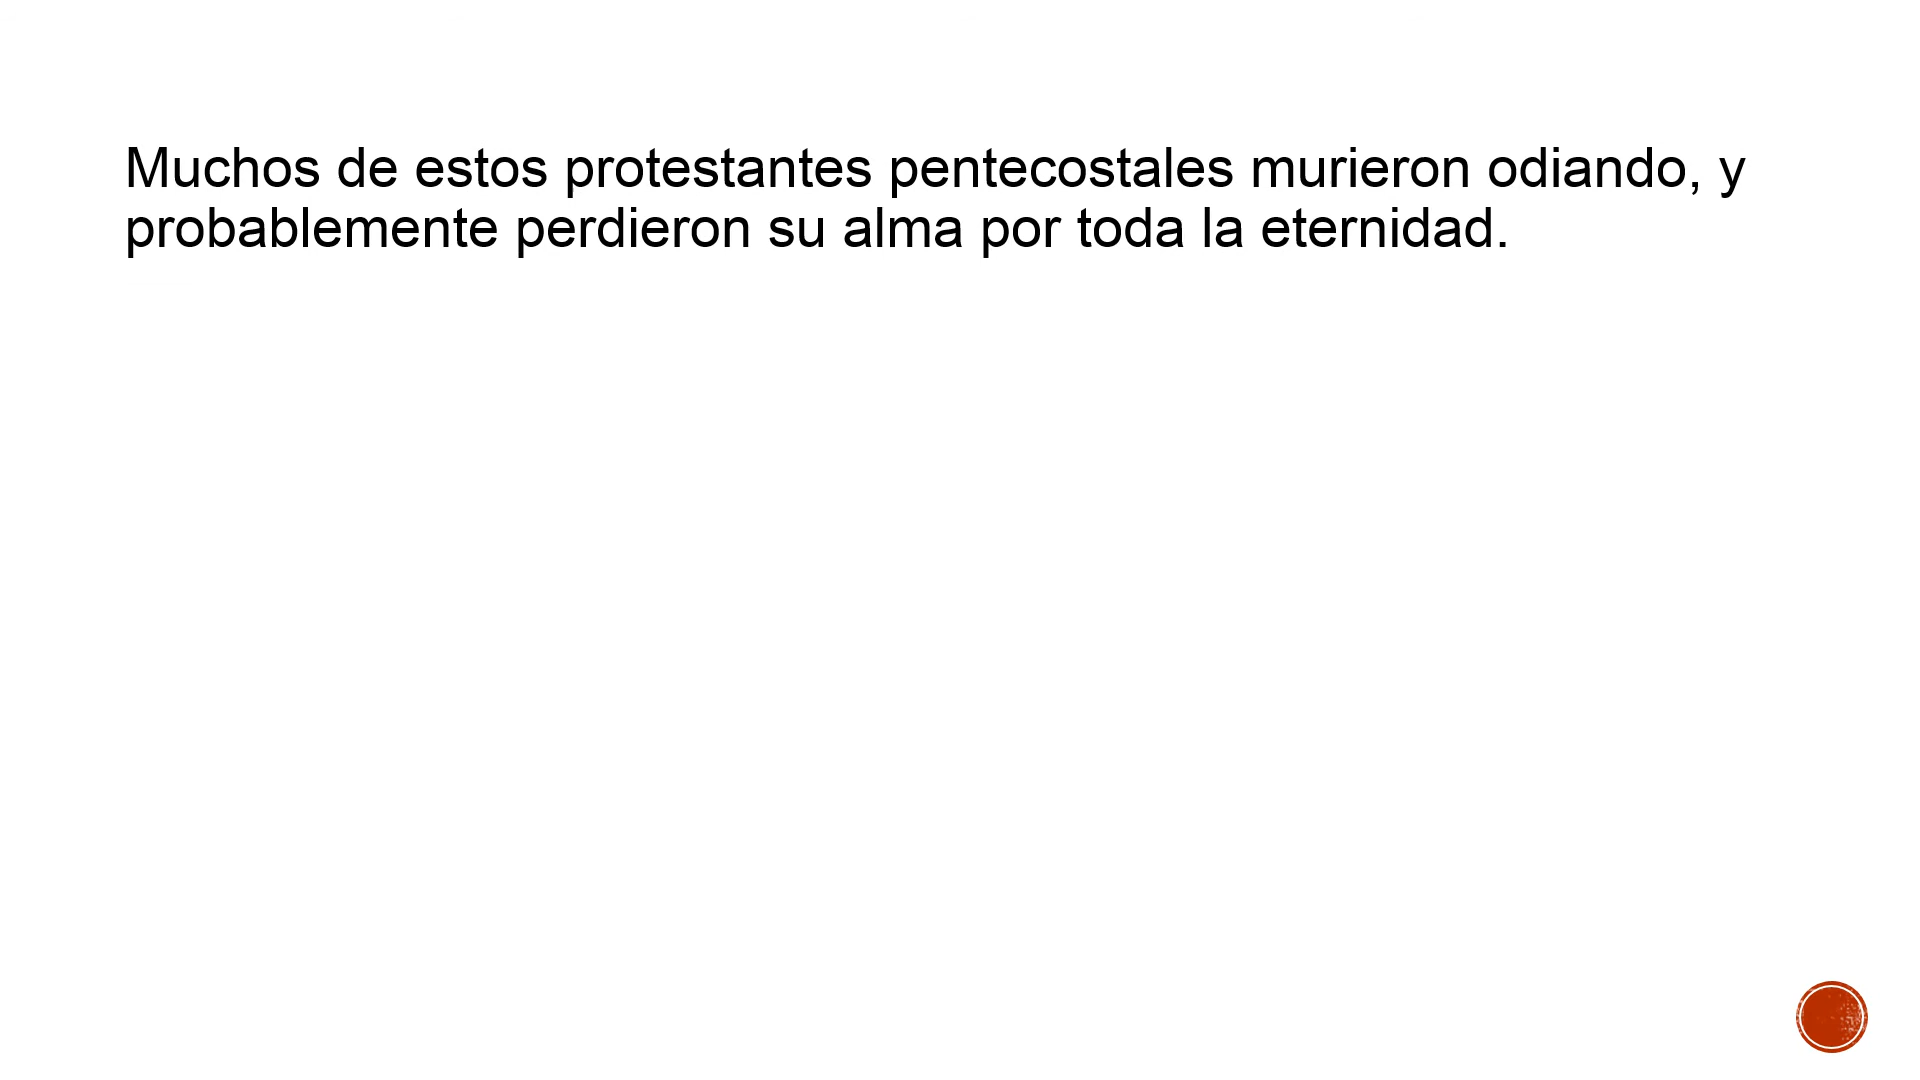 Muchos de estos protestantes pentecostales murieron odiando, y
probablemente perdieron su alma por toda la eternidad.